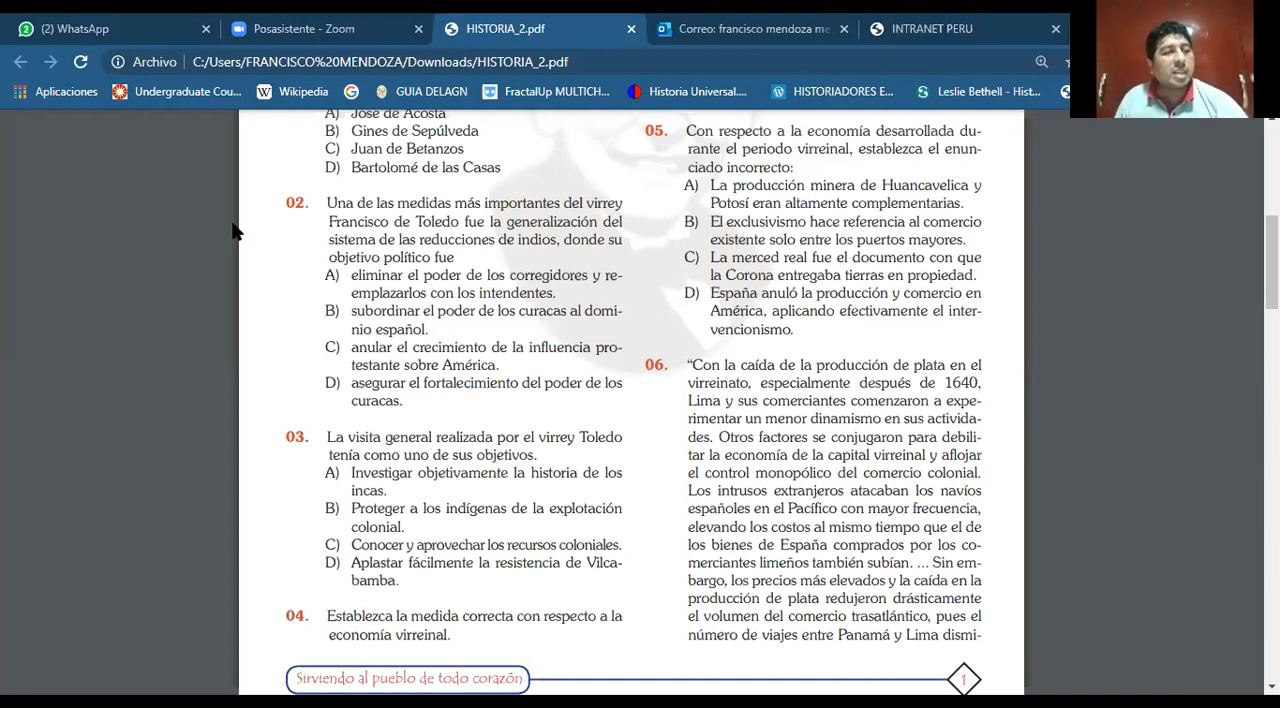 (2) WhatsApp
Posasistente - Zoom
HISTORIA_2.pdf
Correo: francisco mendoza me
INTRANET PERU
Archivo
C:/Users/FRANCISCO%20MENDOZA/Downloads/HISTORIA_2.pdf
Aplicaciones
Undergraduate Cou...
Wikipedia
GUIA DELAGN
FractalUp MULTICH...
Historia Universal....
HISTORIADORES E...
Leslie Bethell - Hist...
A) José de Acosta
B) Gines de Sepúlveda
C) Juan de Betanzos
D) Bartolomé de las Casas
02. Una de las medidas más importantes del virrey
Francisco de Toledo fue la generalización del
sistema de las reducciones de indios, donde su
objetivo político fue
A) eliminar el poder de los corregidores y re-
emplazarlos con los intendentes.
B) subordinar el poder de los curacas al domi-
nio español.
C) anular el crecimiento de la influencia pro-
testante sobre América.
D) asegurar el fortalecimiento del poder de los
curacas.
03. La visita general realizada por el virrey Toledo
tenía como uno de sus objetivos.
A) Investigar objetivamente la historia de los
incas.
B) Proteger a los indígenas de la explotación
colonial.
C) Conocer y aprovechar los recursos coloniales.
D) Aplastar fácilmente la resistencia de Vilca-
bamba.
04. Establezca la medida correcta con respecto a la
economía virreinal.
05. Con respecto a la economía desarrollada du-
rante el periodo virreinal, establezca el enun-
ciado incorrecto:
A) La producción minera de Huancavelica y
Potosí eran altamente complementarias.
B) El exclusivismo hace referencia al comercio
existente solo entre los puertos mayores.
C) La merced real fue el documento con que
la Corona entregaba tierras en propiedad.
D) España anuló la producción y comercio en
América, aplicando efectivamente el inter-
vencionismo.
06. “Con la caída de la producción de plata en el
virreinato, especialmente después de 1640,
Lima y sus comerciantes comenzaron a expe-
rimentar un menor dinamismo en sus activida-
des. Otros factores se conjugaron para debili-
tar la economía de la capital virreinal y aflojar
el control monopólico del comercio colonial.
Los intrusos extranjeros atacaban los navíos
españoles en el Pacífico con mayor frecuencia,
elevando los costos al mismo tiempo que el de
los bienes de España comprados por los co-
merciantes limeños también subían. ... Sin em-
bargo, los precios más elevados y la caída en la
producción de plata redujeron drásticamente
el volumen del comercio trasatlántico, pues el
número de viajes entre Panamá y Lima dismi-
Sirviendo al pueblo de todo corazón
1